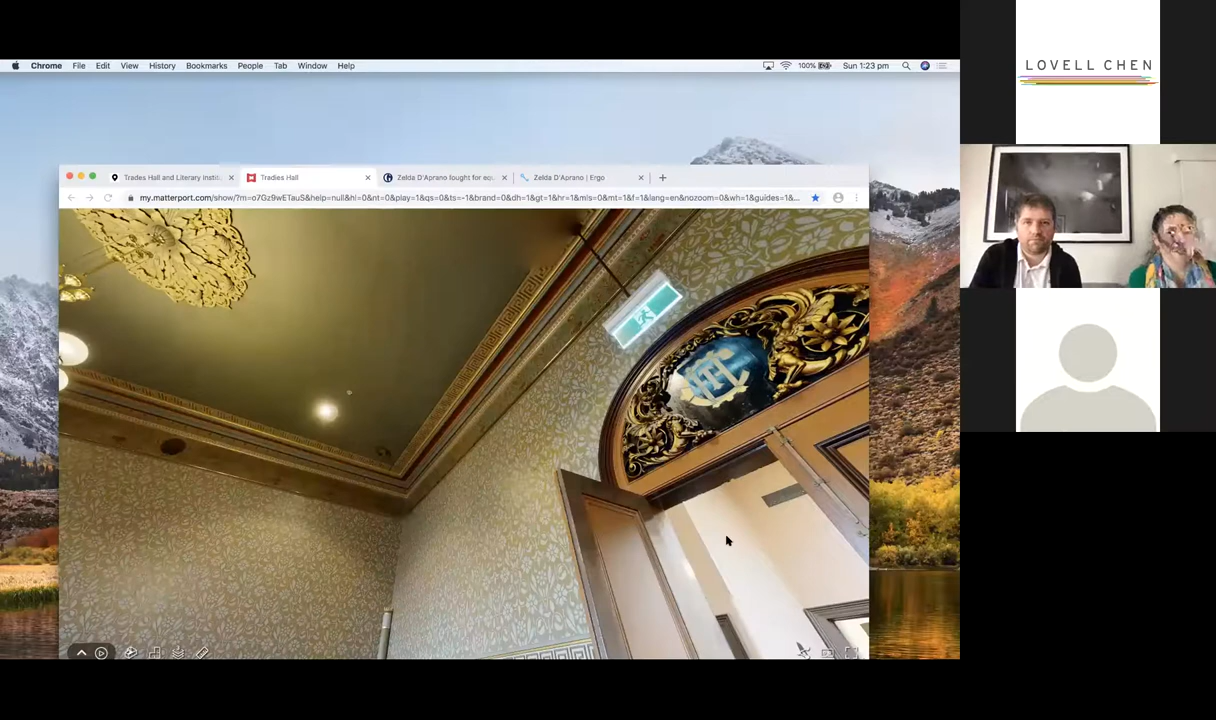 Chrome File Edit View History Bookmarks People Tab Window Help 100% Sun 1:23 pm
Trades Hall and Literary Institu
Tradies Hall
Zelda D'Aprano fought for equ
Zelda D'Aprano | Ergo
my.matterport.com/show/?m=o7Gz9wETauS&help=null&hl=0&nt=0&play=1&qs=0&ts=-1&brand=0&dh=1&gt=1&hr=1&mls=0&mt=1&f=1&lang=en&nozoom=0&wh=1&guides=1&...
LOVELL CHEN